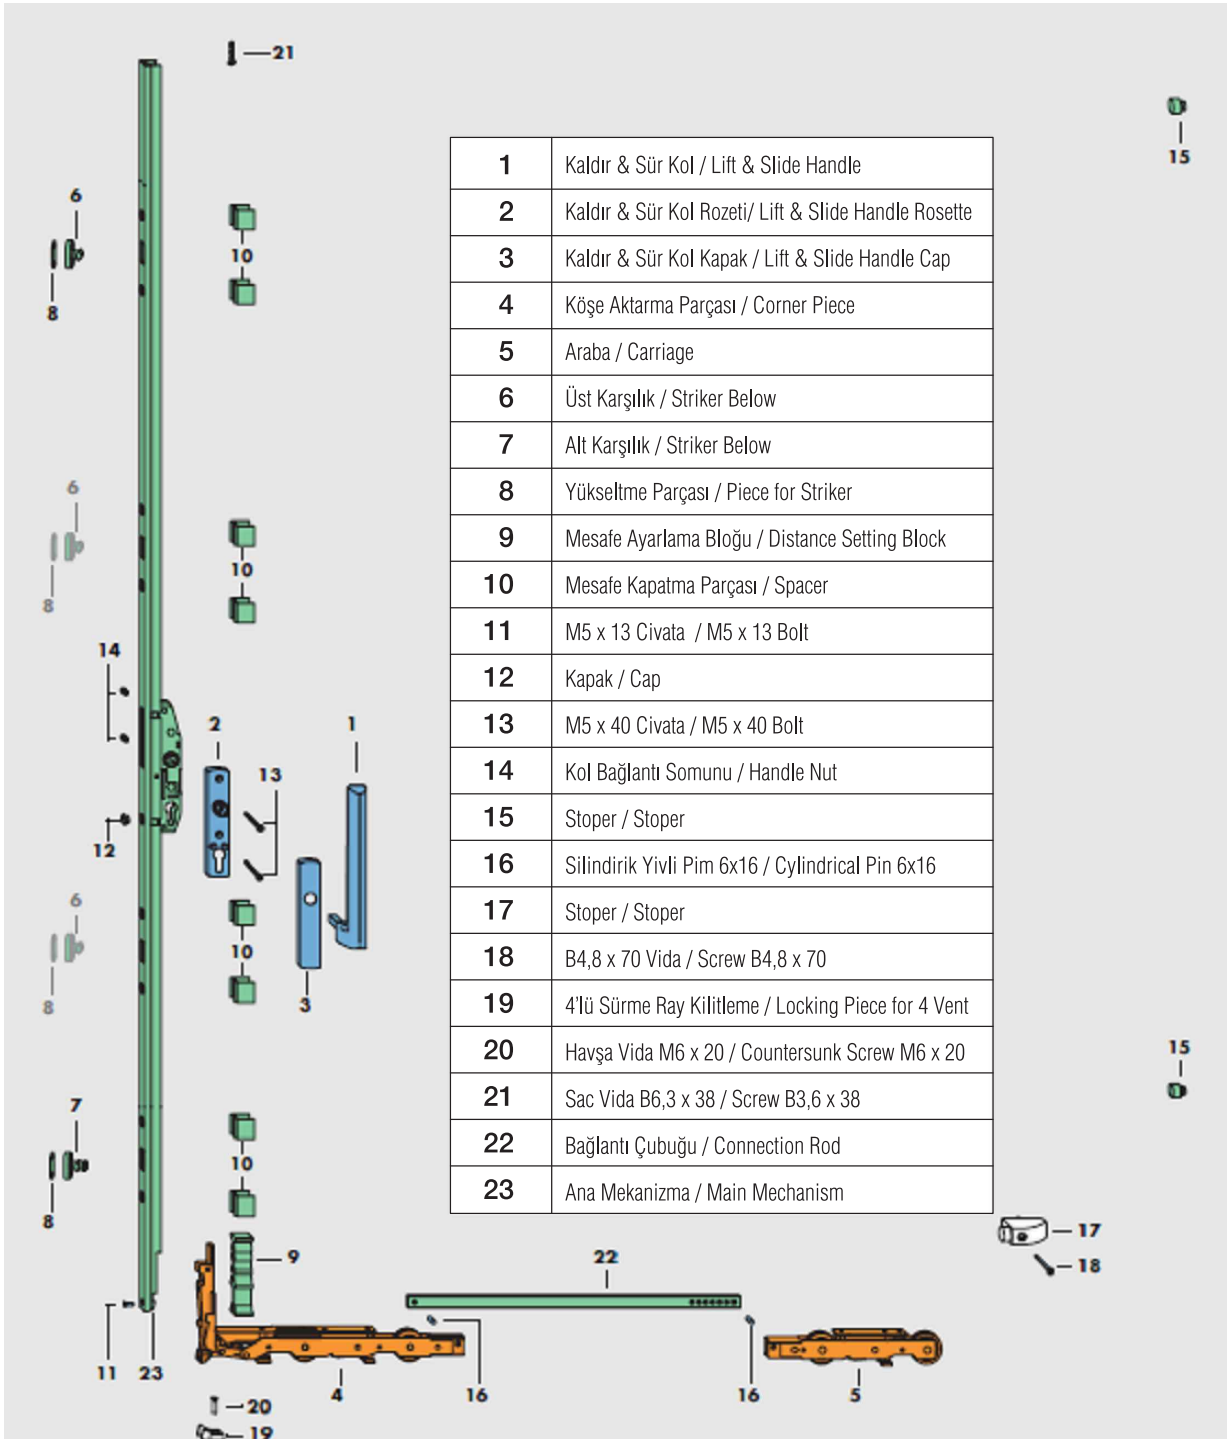 21
15
6
10
8
6
10
8
14
2
1
13
12
6
10
8
3
15
7
10
8
9
22
17
18
11
23
4
16
16
5
20
19
1 Kaldır & Sür Kol / Lift & Slide Handle
2 Kaldır & Sür Kol Rozeti/ Lift & Slide Handle Rosette
3 Kaldır & Sür Kol Kapak / Lift & Slide Handle Cap
4 Köşe Aktarma Parçası / Corner Piece
5 Araba / Carriage
6 Üst Karşılık / Striker Below
7 Alt Karşılık / Striker Below
8 Yükseltme Parçası / Piece for Striker
9 Mesafe Ayarlama Bloğu / Distance Setting Block
10 Mesafe Kapatma Parçası / Spacer
11 M5 x 13 Civata / M5 x 13 Bolt
12 Kapak / Cap
13 M5 x 40 Civata / M5 x 40 Bolt
14 Kol Bağlantı Somunu / Handle Nut
15 Stoper / Stoper
16 Silindirik Yivli Pim 6x16 / Cylindrical Pin 6x16
17 Stoper / Stoper
18 B4,8 x 70 Vida / Screw B4,8 x 70
19 4'lü Sürme Ray Kilitleme / Locking Piece for 4 Vent
20 Havşa Vida M6 x 20 / Countersunk Screw M6 x 20
21 Sac Vida B6,3 x 38 / Screw B3,6 x 38
22 Bağlantı Çubuğu / Connection Rod
23 Ana Mekanizma / Main Mechanism